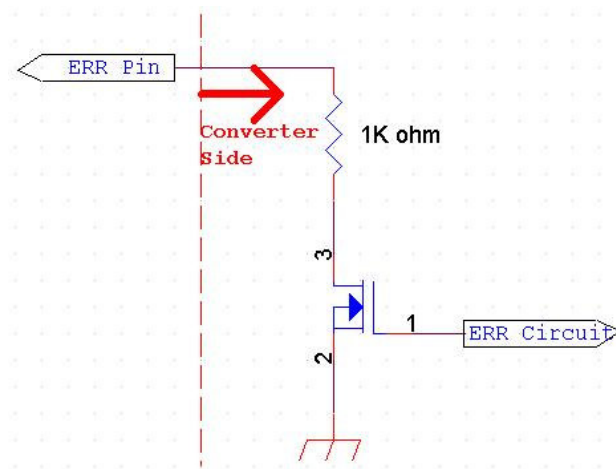 ERR Pin
Converter
Side
1K ohm
3
1
ERR Circuit
2